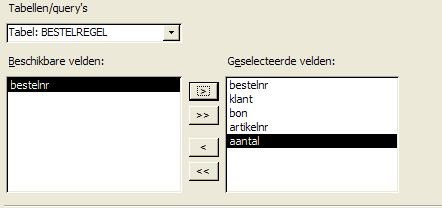 Tabellen/query's
Tabel: BESTELREGEL
Beschikbare velden:
bestelnr
>
>>
<
<<
Geselecteerde velden:
bestelnr
klant
bon
artikelnr
aantal